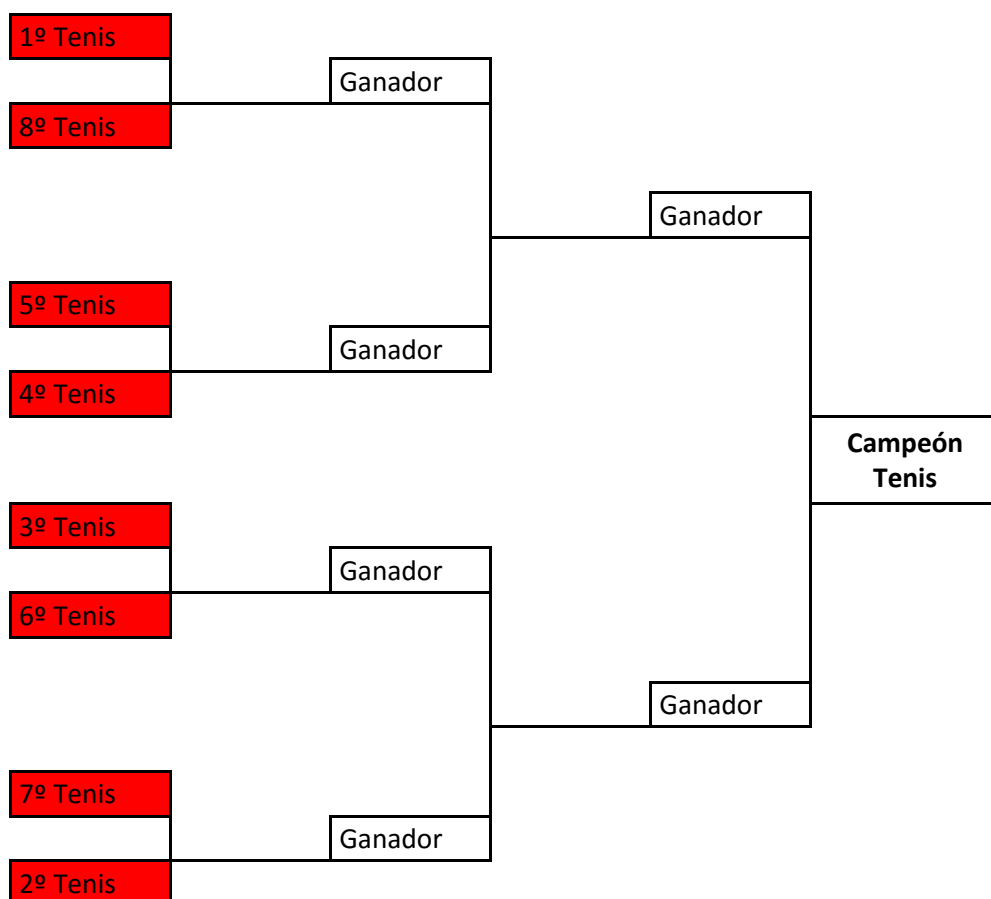 1º Tenis
Ganador
8º Tenis
Ganador
5º Tenis
Ganador
4º Tenis
Campeón
Tenis
3º Tenis
Ganador
6º Tenis
Ganador
7º Tenis
Ganador
2º Tenis